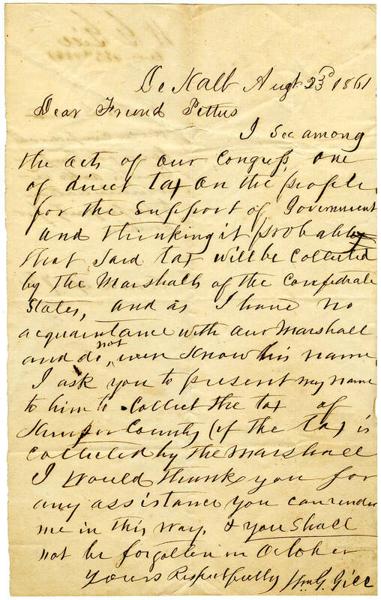 De Kalb Augt 23d 1861
Dear Friend Pettus
I see among
the acts of our Congress, one
of direct tax on the people
for the support of Government
and thinking it probable
that said tax will be collected
by the Marshalls of the Confederate
States, and as I have no
acquaintance with our Marshall
and do not even know his name
I ask you to present my name
to him to collect the tax of
Kemper County (if the tax is
collected by the Marshall
I would thank you for
any assistance you can render
me in this way, & you shall
not be forgotten in October
Yours Respectfully Wm G. Gill